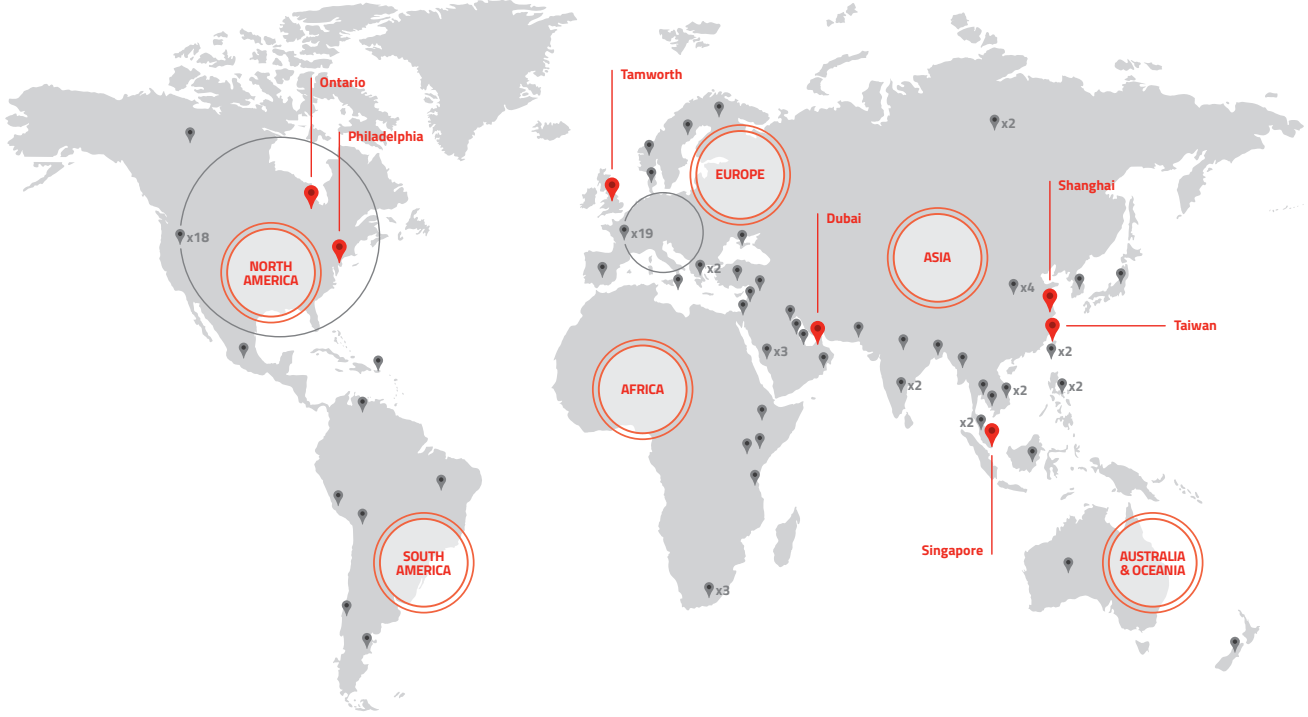 Ontario
Tamworth
Philadelphia
x2
EUROPE
Shanghai
Dubai
x18
x19
NORTH
AMERICA
ASIA
x2
x4
Taiwan
x3
x2
AFRICA
x2
x2
x2
x2
Singapore
SOUTH
AMERICA
AUSTRALIA
& OCEANIA
x3